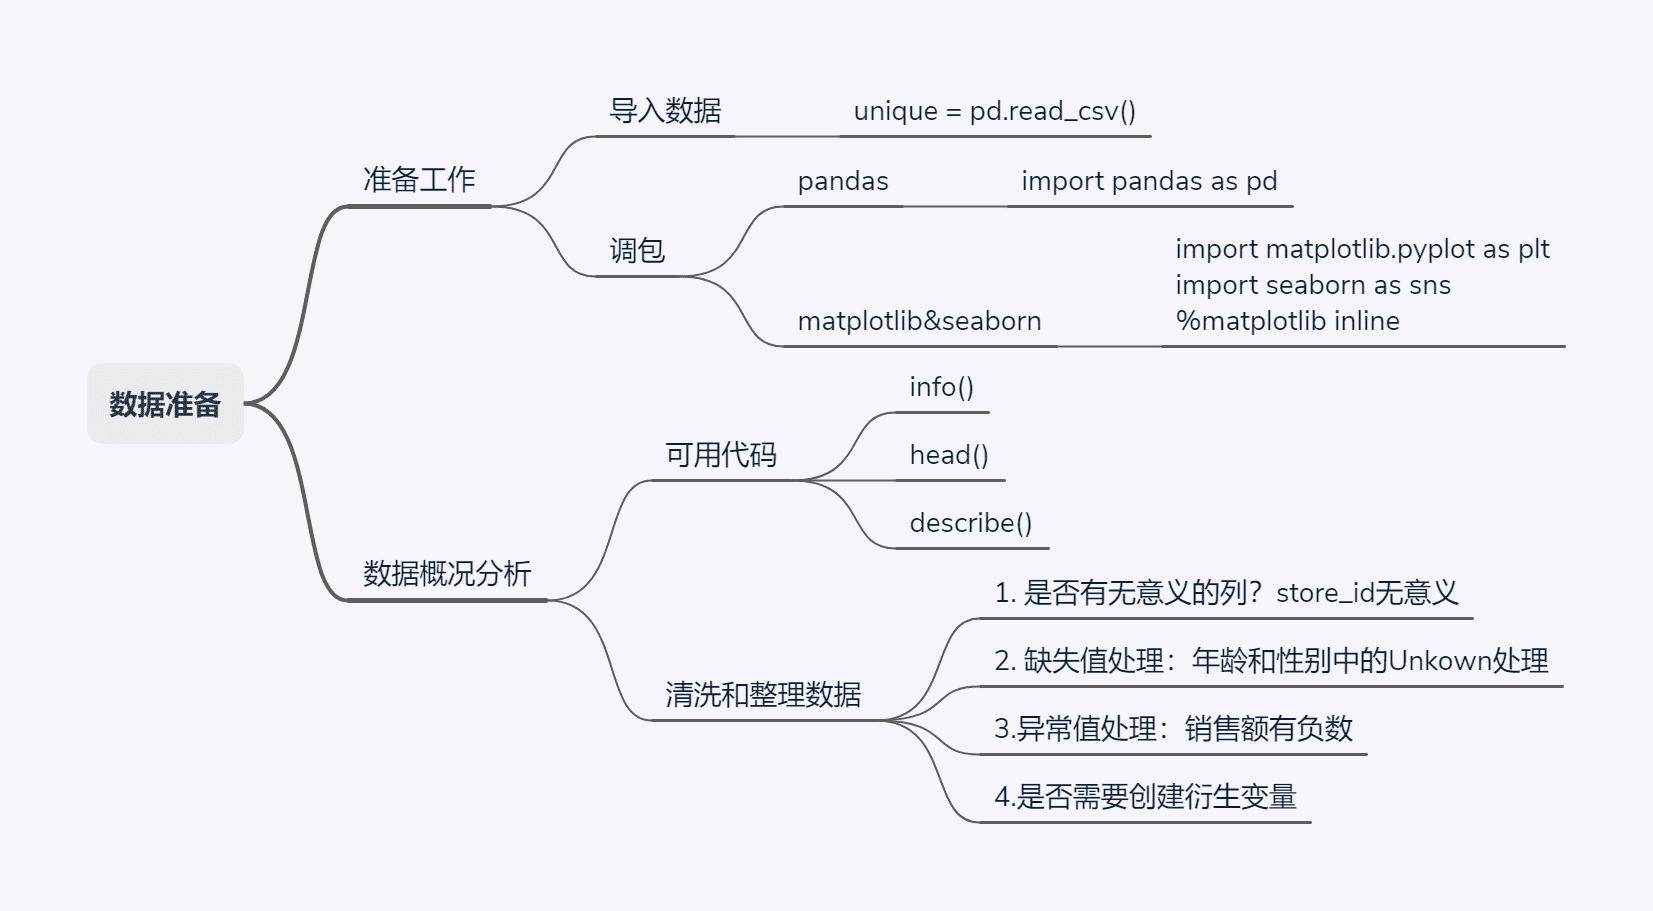 数据准备
准备工作
导入数据
unique = pd.read_csv()
调包
pandas
import pandas as pd
matplotlib&seaborn
import matplotlib.pyplot as plt
import seaborn as sns
%matplotlib inline
数据概况分析
可用代码
info()
head()
describe()
清洗和整理数据
1. 是否有无意义的列？store_id无意义
2. 缺失值处理：年龄和性别中的Unkown处理
3.异常值处理：销售额有负数
4.是否需要创建衍生变量